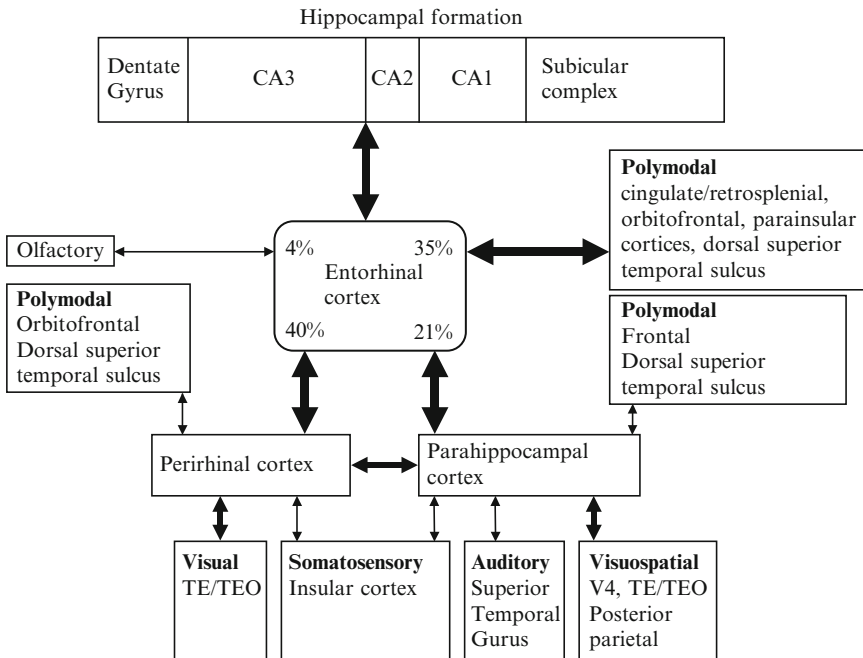 Hippocampal formation
Dentate
Gyrus
CA3
CA2
CA1
Subicular
complex
Polymodal
cingulate/retrosplenial,
orbitofrontal, parainsular
cortices, dorsal superior
temporal sulcus
Olfactory
4%
35%
Entorhinal
cortex
40%
21%
Polymodal
Orbitofrontal
Dorsal superior
temporal sulcus
Polymodal
Frontal
Dorsal superior
temporal sulcus
Perirhinal cortex
Parahippocampal
cortex
Visual
TE/TEO
Somatosensory
Insular cortex
Auditory
Superior
Temporal
Gurus
Visuospatial
V4, TE/TEO
Posterior
parietal